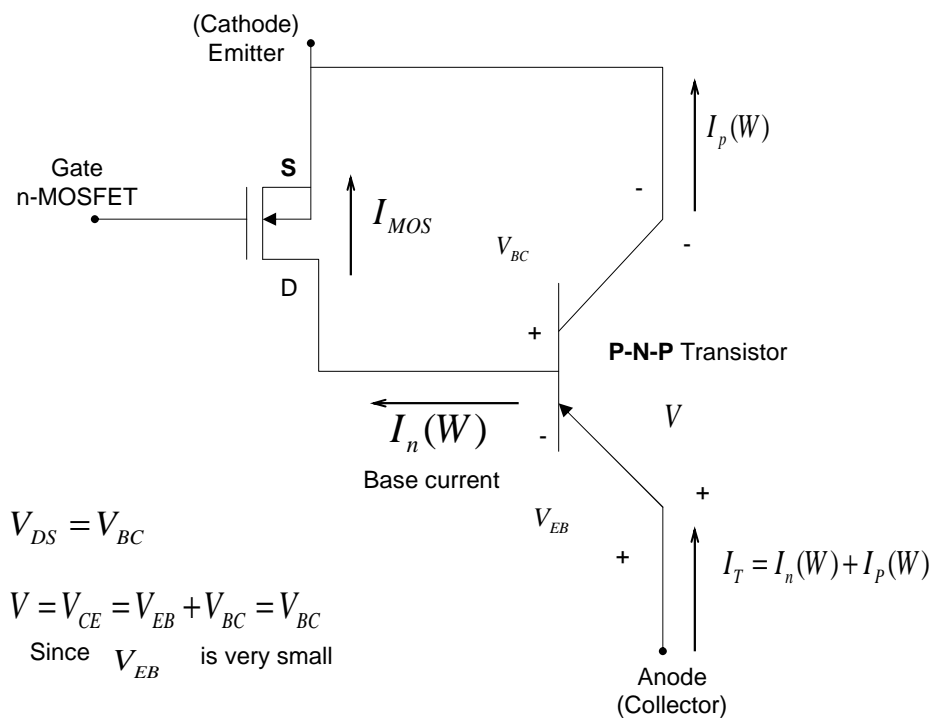 (Cathode)
Emitter
I_p(W)
Gate
n-MOSFET
S
I_MOS
-
-
V_BC
D
+
P-N-P Transistor
I_n(W)
-
V
Base current
+
V_EB
+
V_DS = V_BC
I_T = I_n(W) + I_P(W)
V = V_CE = V_EB + V_BC = V_BC
Since V_EB is very small
Anode
(Collector)